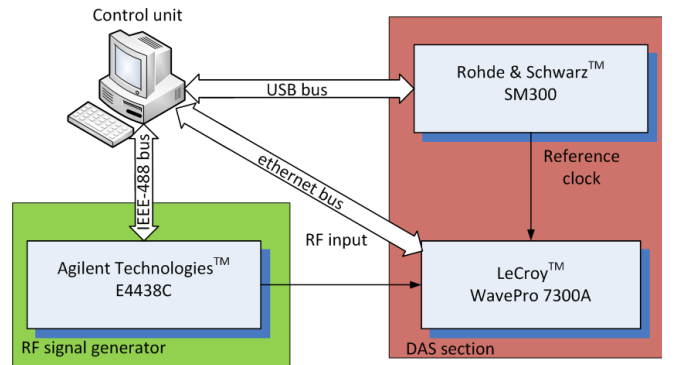 Control unit
Rohde & Schwarz™
SM300
USB bus
IEEE-488 bus
ethernet bus
Reference
clock
RF input
Agilent Technologies™
E4438C
LeCroy™
WavePro 7300A
RF signal generator
DAS section